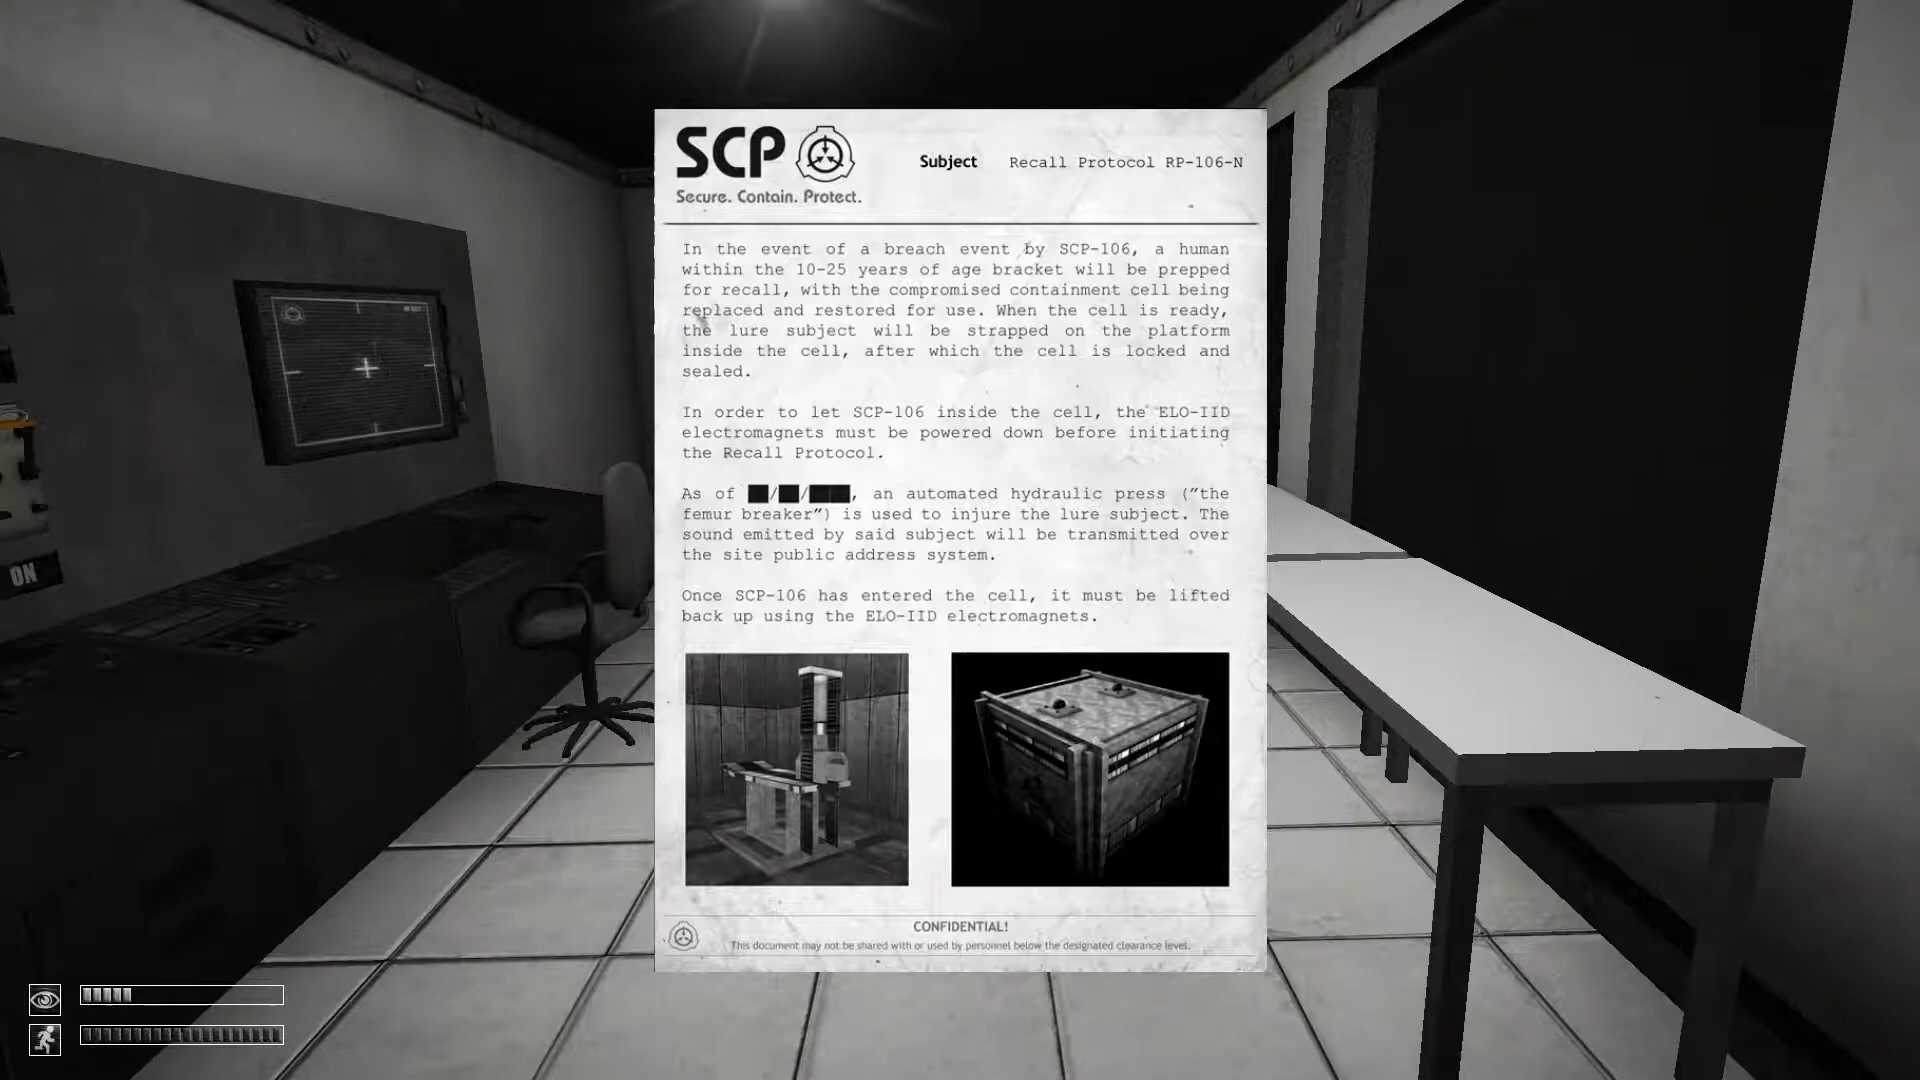 SCP
Secure. Contain. Protect.
Subject Recall Protocol RP-106-N
In the event of a breach event by SCP-106, a human
within the 10-25 years of age bracket will be prepped
for recall, with the compromised containment cell being
replaced and restored for use. When the cell is ready,
the lure subject will be strapped on the platform
inside the cell, after which the cell is locked and
sealed.
In order to let SCP-106 inside the cell, the ELO-IID
electromagnets must be powered down before initiating
the Recall Protocol.
As of ██/██/████, an automated hydraulic press ("the
femur breaker") is used to injure the lure subject. The
sound emitted by said subject will be transmitted over
the site public address system.
Once SCP-106 has entered the cell, it must be lifted
back up using the ELO-IID electromagnets.
CONFIDENTIAL!
This document may not be shared with or used by personnel below the designated clearance level.
ON